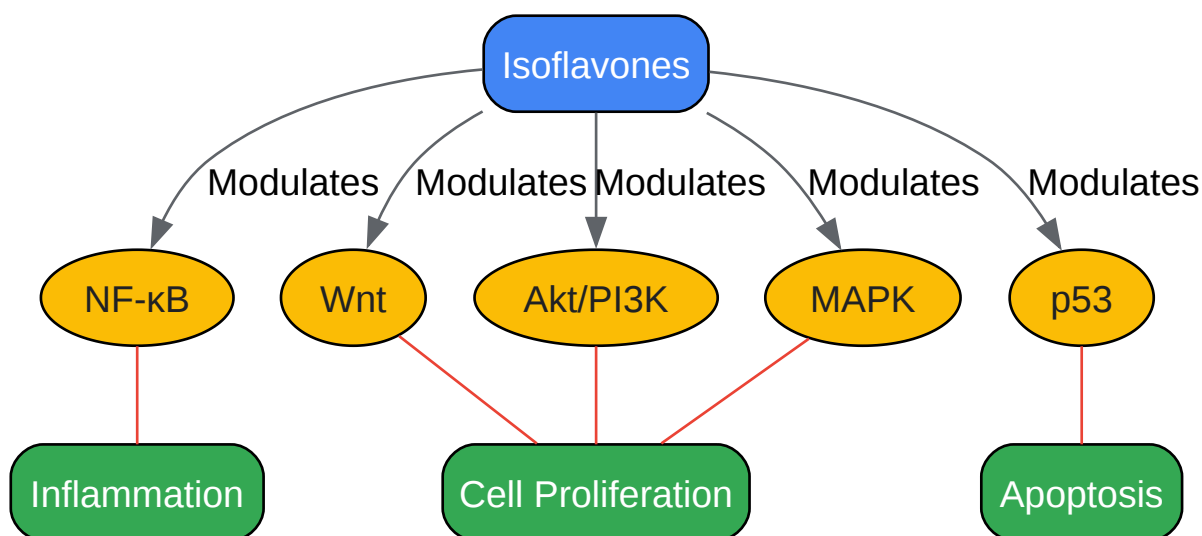 Isoflavones
Modulates Modulates Modulates Modulates Modulates
NF-κB Wnt Akt/PI3K MAPK p53
Inflammation Cell Proliferation Apoptosis